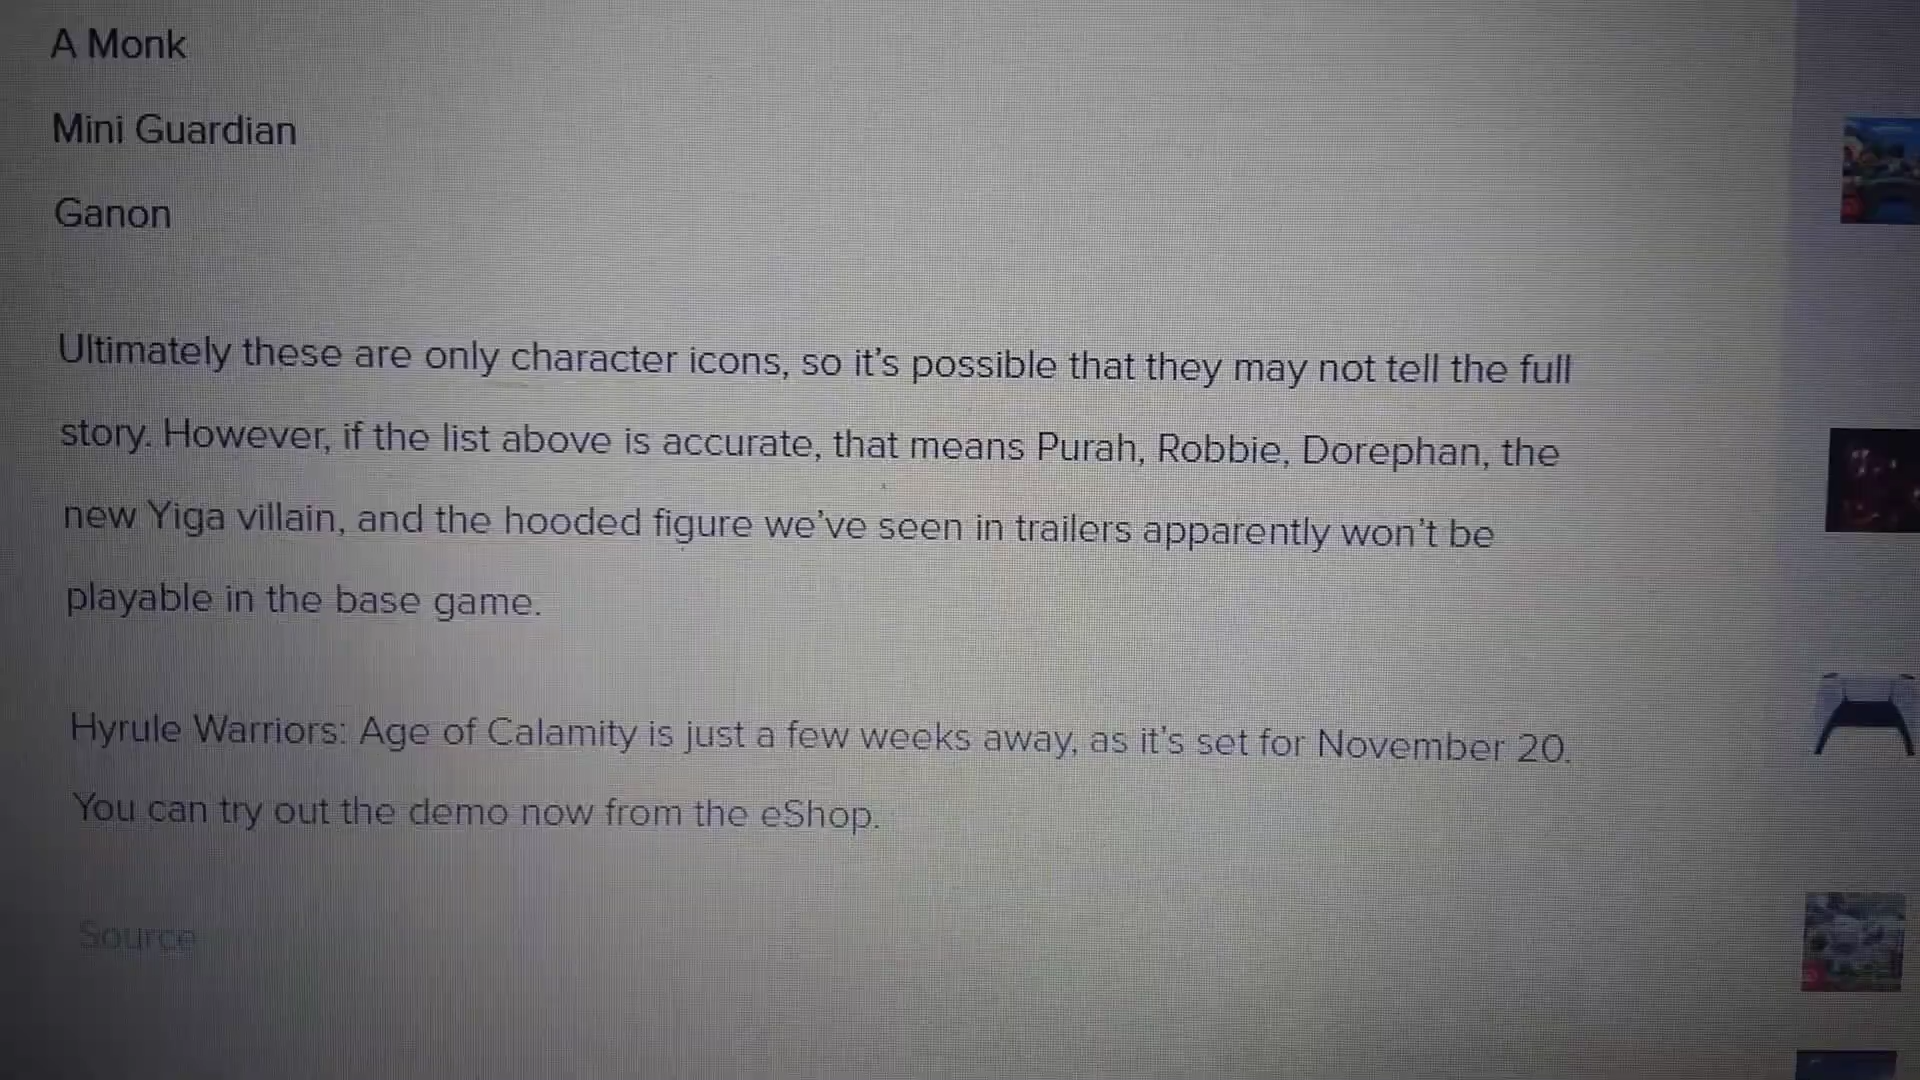 A Monk
Mini Guardian
Ganon
Ultimately these are only character icons, so it's possible that they may not tell the full
story. However, if the list above is accurate, that means Purah, Robbie, Dorephan, the
new Yiga villain, and the hooded figure we've seen in trailers apparently won't be
playable in the base game.
Hyrule Warriors: Age of Calamity is just a few weeks away, as it's set for November 20.
You can try out the demo now from the eShop.
Source